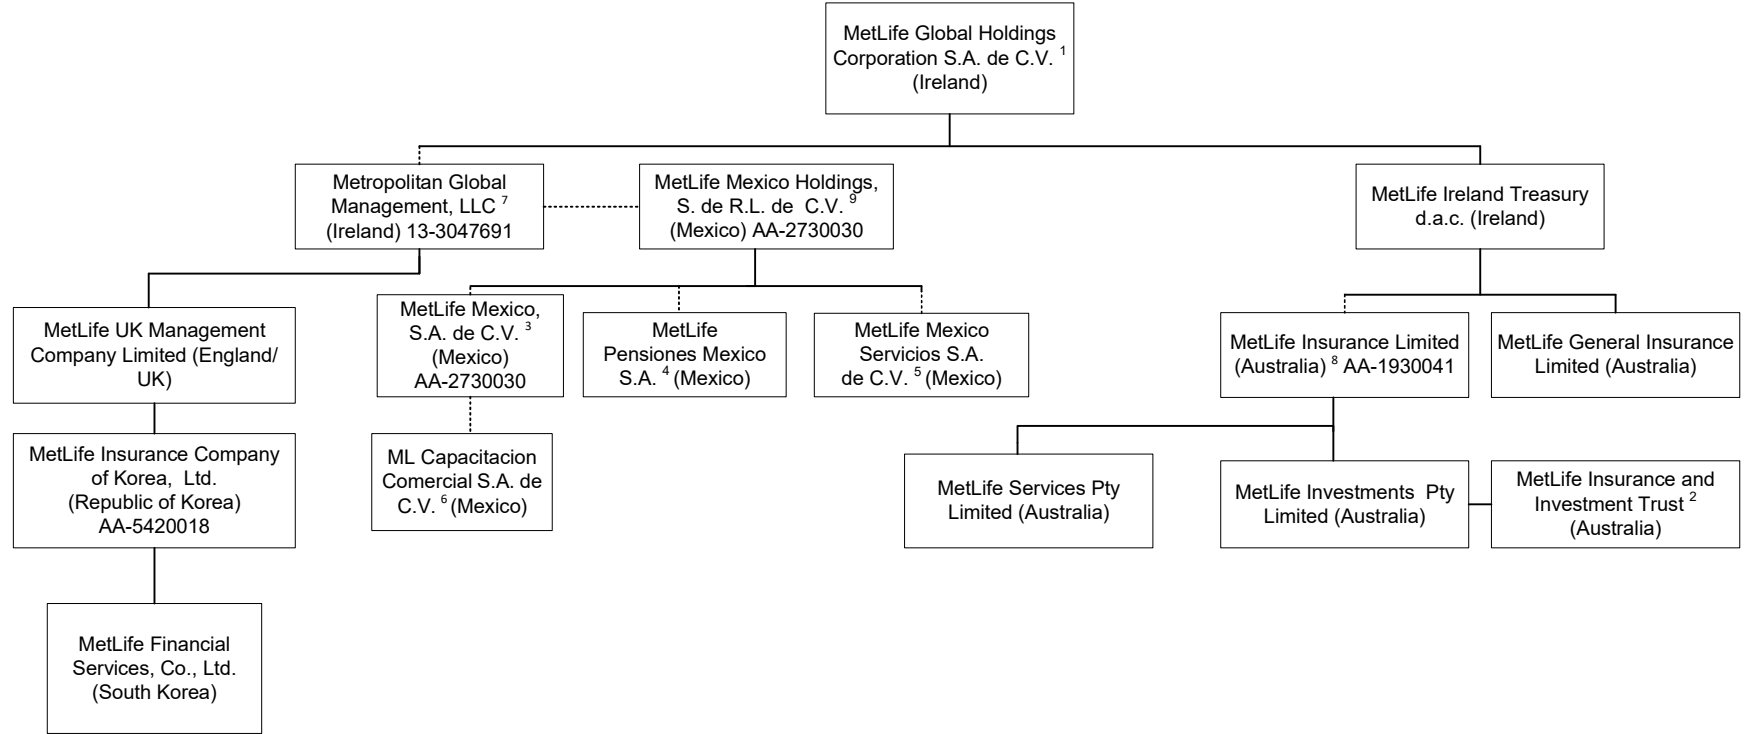 MetLife Global Holdings
Corporation S.A. de C.V. 1
(Ireland)
Metropolitan Global
Management, LLC 7
(Ireland) 13-3047691
MetLife Mexico Holdings,
S. de R.L. de C.V. 9
(Mexico) AA-2730030
MetLife Ireland Treasury
d.a.c. (Ireland)
MetLife UK Management
Company Limited (England/
UK)
MetLife Mexico,
S.A. de C.V. 3
(Mexico)
AA-2730030
MetLife
Pensiones Mexico
S.A. 4 (Mexico)
MetLife Mexico
Servicios S.A.
de C.V. 5 (Mexico)
MetLife Insurance Limited
(Australia) 8 AA-1930041
MetLife General Insurance
Limited (Australia)
MetLife Insurance Company
of Korea, Ltd.
(Republic of Korea)
AA-5420018
ML Capacitacion
Comercial S.A. de
C.V. 6 (Mexico)
MetLife Services Pty
Limited (Australia)
MetLife Investments Pty
Limited (Australia)
MetLife Insurance and
Investment Trust 2
(Australia)
MetLife Financial
Services, Co., Ltd.
(South Korea)